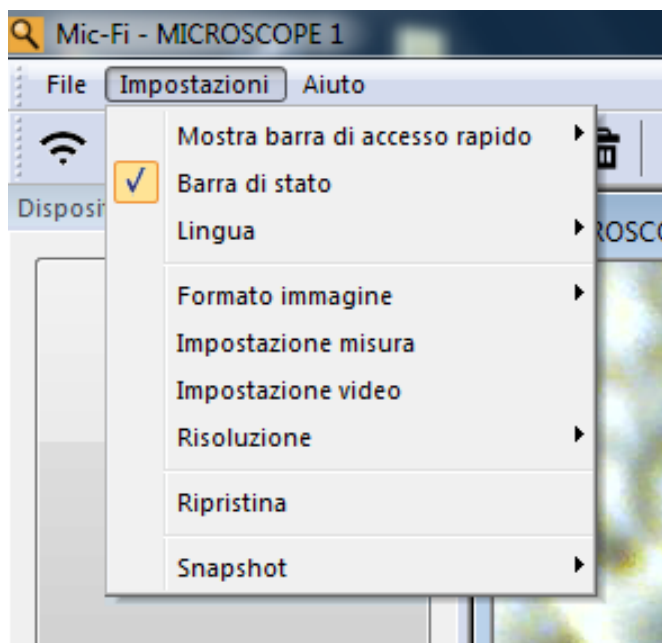 Mic-Fi - MICROSCOPE 1
File Impostazioni Aiuto
Mostra barra di accesso rapido
Barra di stato
Lingua
Formato immagine
Impostazione misura
Impostazione video
Risoluzione
Ripristina
Snapshot